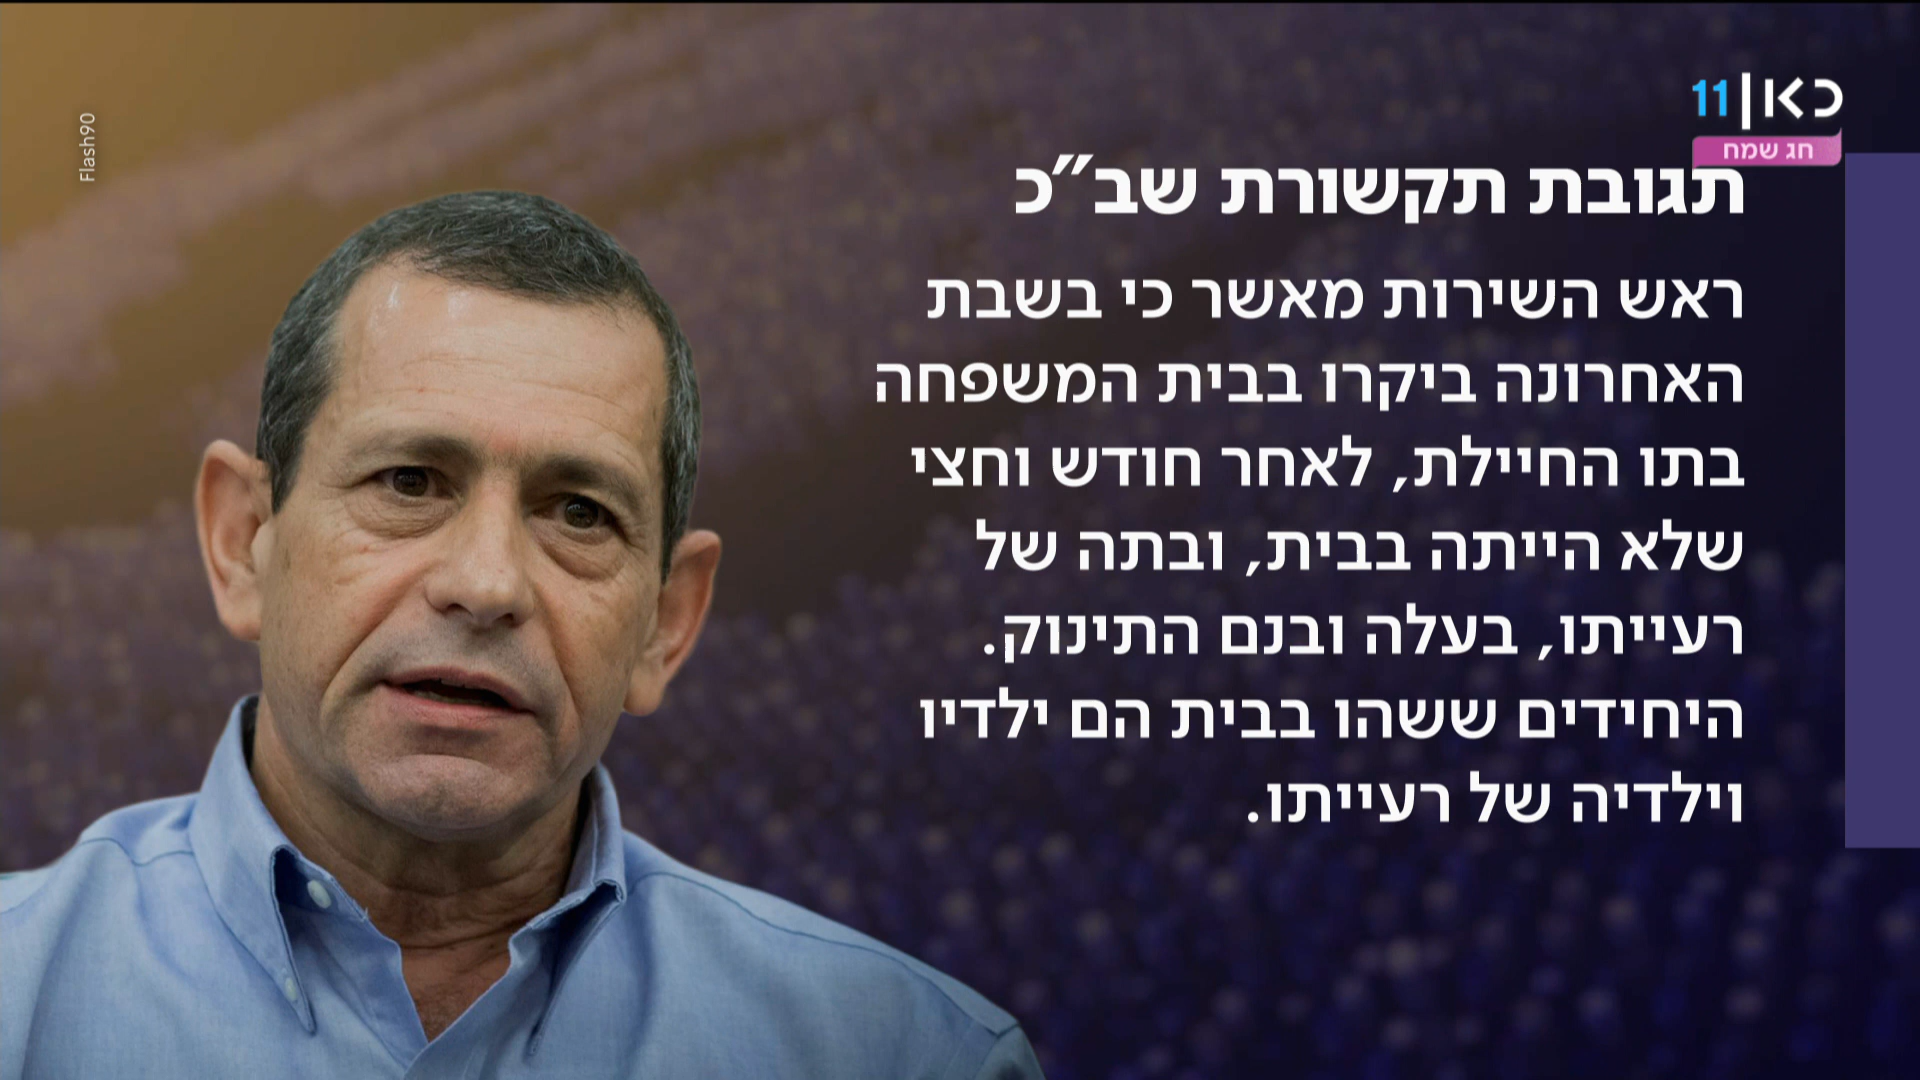 כאן 11
חג שמח
Flash90
תגובת תקשורת שב"כ
ראש השירות מאשר כי בשבת
האחרונה ביקרו בבית המשפחה
בתו החיילת, לאחר חודש וחצי
שלא הייתה בבית, ובתה של
רעייתו, בעלה ובנם התינוק.
היחידים ששהו בבית הם ילדיו
וילדיה של רעייתו.